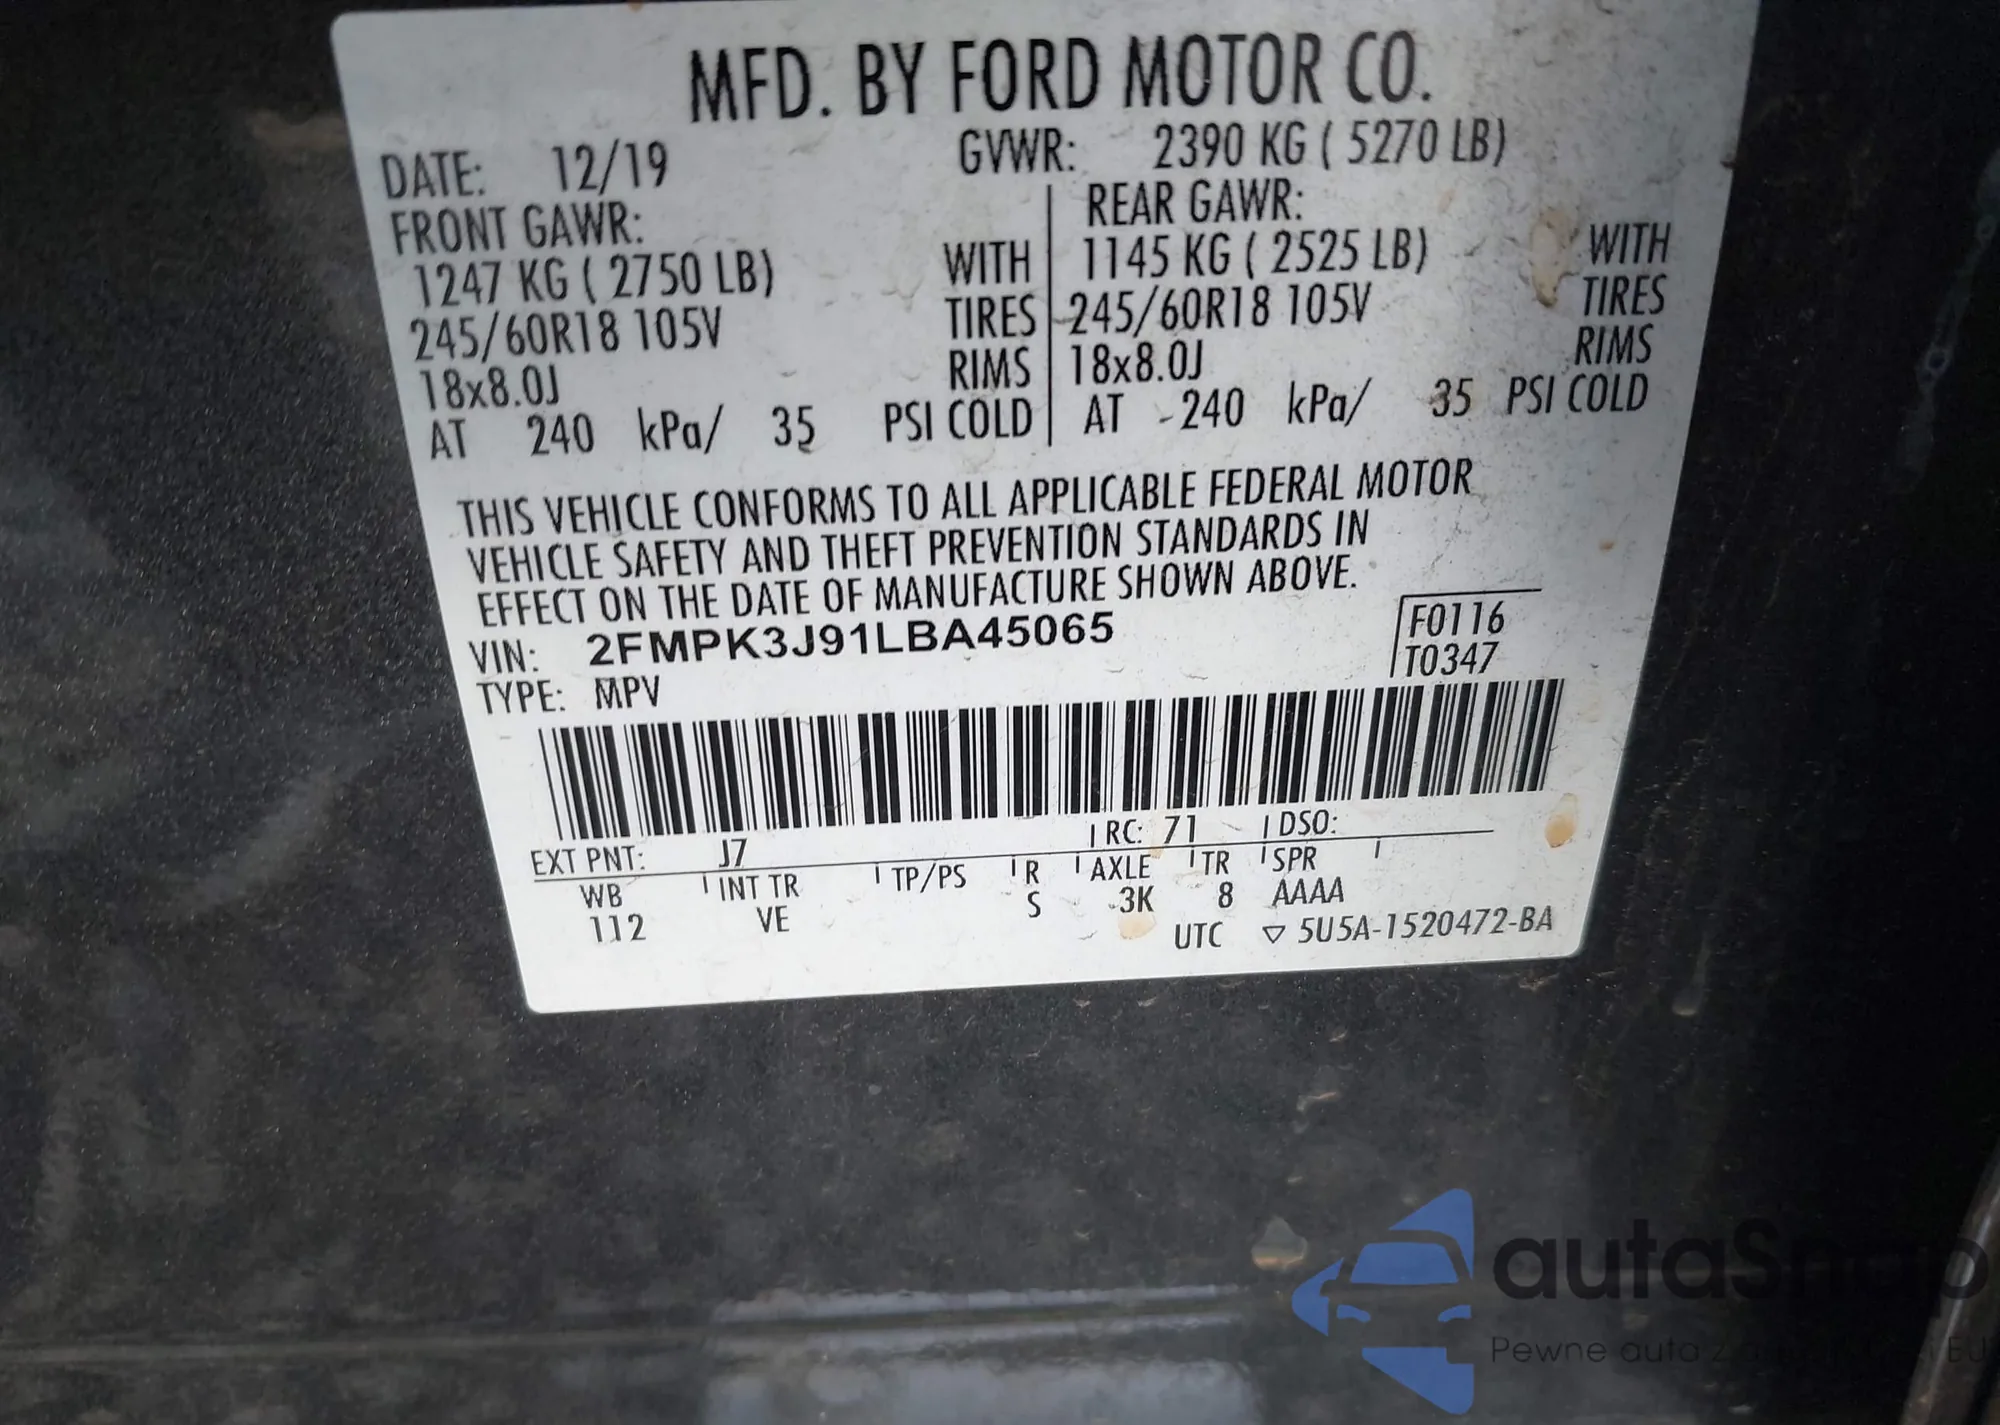 MFD. BY FORD MOTOR CO.
DATE: 12/19 GVWR: 2390 KG ( 5270 LB)
FRONT GAWR: REAR GAWR:
1247 KG ( 2750 LB) WITH 1145 KG ( 2525 LB) WITH
245/60R18 105V TIRES 245/60R18 105V TIRES
18x8.0J RIMS 18x8.0J RIMS
AT 240 kPa/ 35 PSI COLD AT 240 kPa/ 35 PSI COLD
THIS VEHICLE CONFORMS TO ALL APPLICABLE FEDERAL MOTOR
VEHICLE SAFETY AND THEFT PREVENTION STANDARDS IN
EFFECT ON THE DATE OF MANUFACTURE SHOWN ABOVE.
VIN: 2FMPK3J91LBA45065 F0116
TYPE: MPV T0347
EXT PNT: J7 RC: 71 DSO:
WB INT TR TP/PS R AXLE TR SPR
112 VE S 3K 8 AAAA
UTC ▽ 5U5A-1520472-BA
autaSnap
Pewne auta z EU